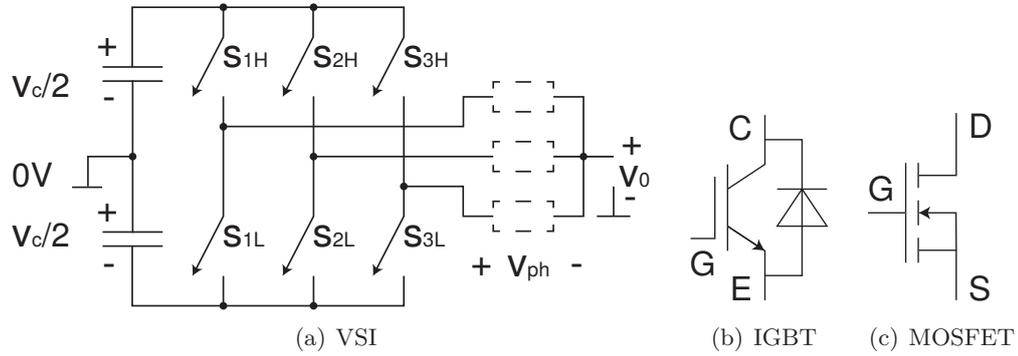 +
vc/2
-
0V
+
vc/2
-
S1H
S2H
S3H
S1L
S2L
S3L
+ vph -
+
v0
-
C
G
E
D
G
S
(a) VSI
(b) IGBT
(c) MOSFET